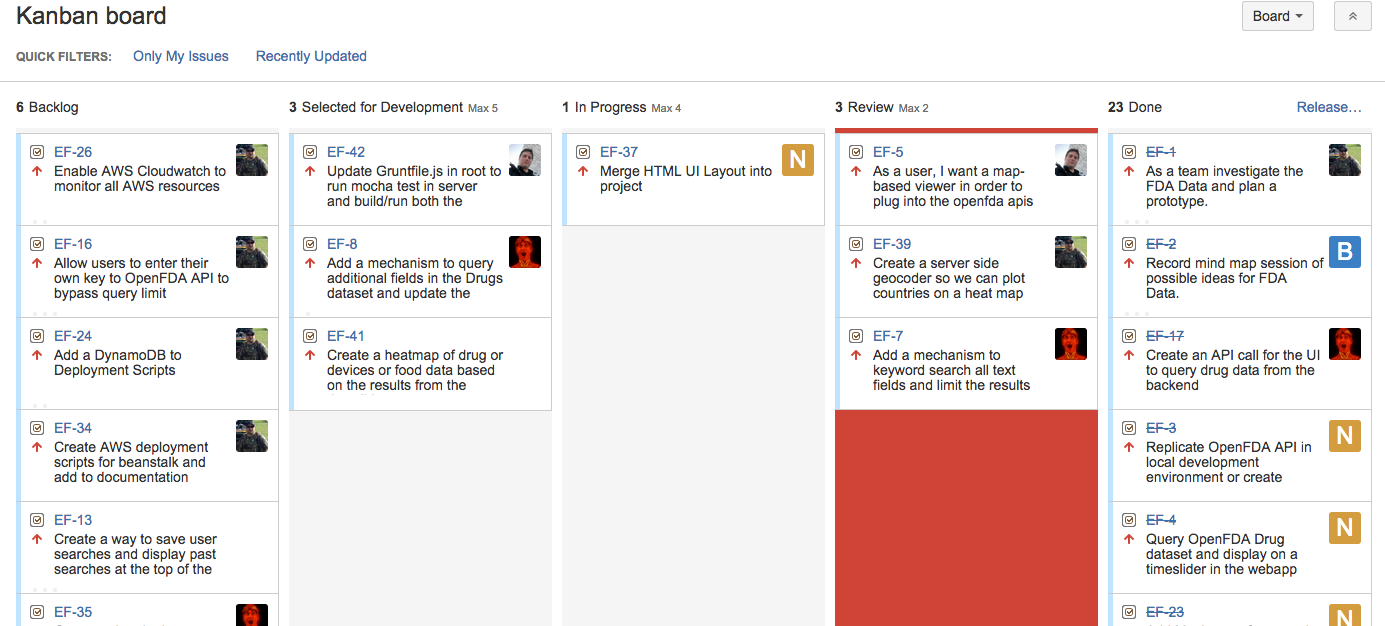 Kanban board
Board
QUICK FILTERS: Only My Issues Recently Updated
6 Backlog
EF-26
Enable AWS Cloudwatch to
monitor all AWS resources
EF-16
Allow users to enter their
own key to OpenFDA API to
bypass query limit
EF-24
Add a DynamoDB to
Deployment Scripts
EF-34
Create AWS deployment
scripts for beanstalk and
add to documentation
EF-13
Create a way to save user
searches and display past
searches at the top of the
EF-35
3 Selected for Development Max 5
EF-42
Update Gruntfile.js in root to
run mocha test in server
and build/run both the
EF-8
Add a mechanism to query
additional fields in the Drugs
dataset and update the
EF-41
Create a heatmap of drug or
devices or food data based
on the results from the
1 In Progress Max 4
EF-37
Merge HTML UI Layout into
project
N
3 Review Max 2
EF-5
As a user, I want a map-
based viewer in order to
plug into the openfda apis
EF-39
Create a server side
geocoder so we can plot
countries on a heat map
EF-7
Add a mechanism to
keyword search all text
fields and limit the results
23 Done Release…
EF-1
As a team investigate the
FDA Data and plan a
prototype.
EF-2
Record mind map session of
possible ideas for FDA
Data.
B
EF-17
Create an API call for the UI
to query drug data from the
backend
EF-3
Replicate OpenFDA API in
local development
environment or create
N
EF-4
Query OpenFDA Drug
dataset and display on a
timeslider in the webapp
N
EF-23
N